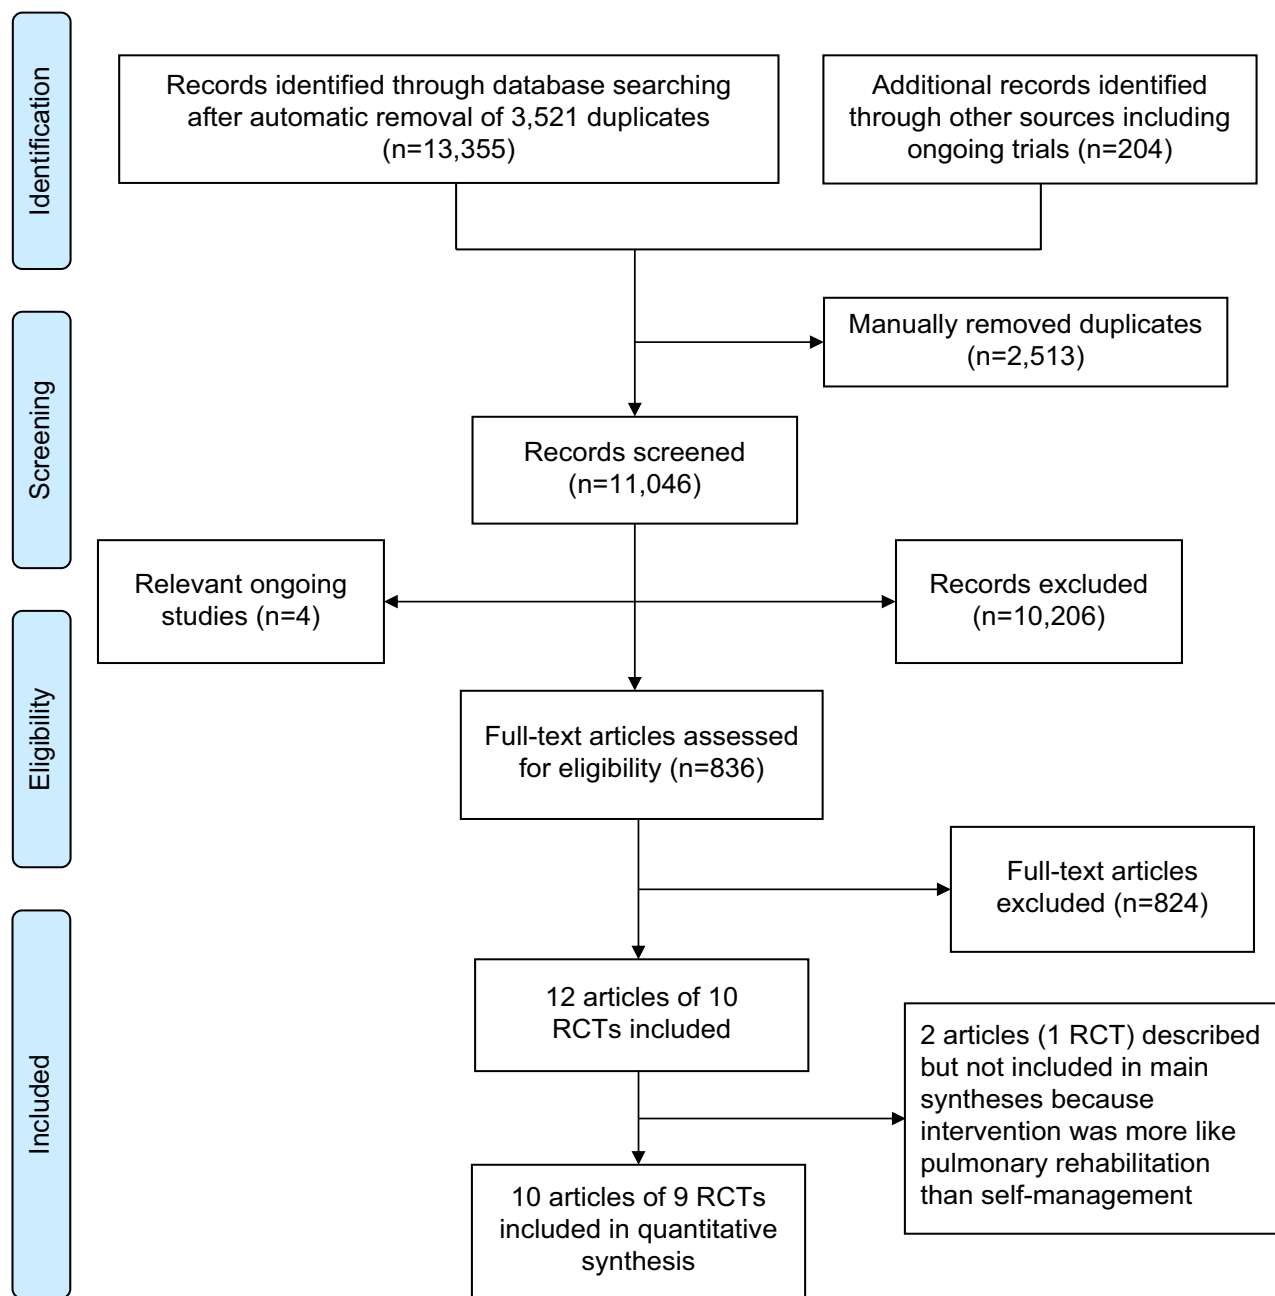 Identification
Records identified through database searching
after automatic removal of 3,521 duplicates
(n=13,355)
Additional records identified
through other sources including
ongoing trials (n=204)
Manually removed duplicates
(n=2,513)
Screening
Records screened
(n=11,046)
Relevant ongoing
studies (n=4)
Records excluded
(n=10,206)
Eligibility
Full-text articles assessed
for eligibility (n=836)
Full-text articles
excluded (n=824)
Included
12 articles of 10
RCTs included
2 articles (1 RCT) described
but not included in main
syntheses because
intervention was more like
pulmonary rehabilitation
than self-management
10 articles of 9 RCTs
included in quantitative
synthesis